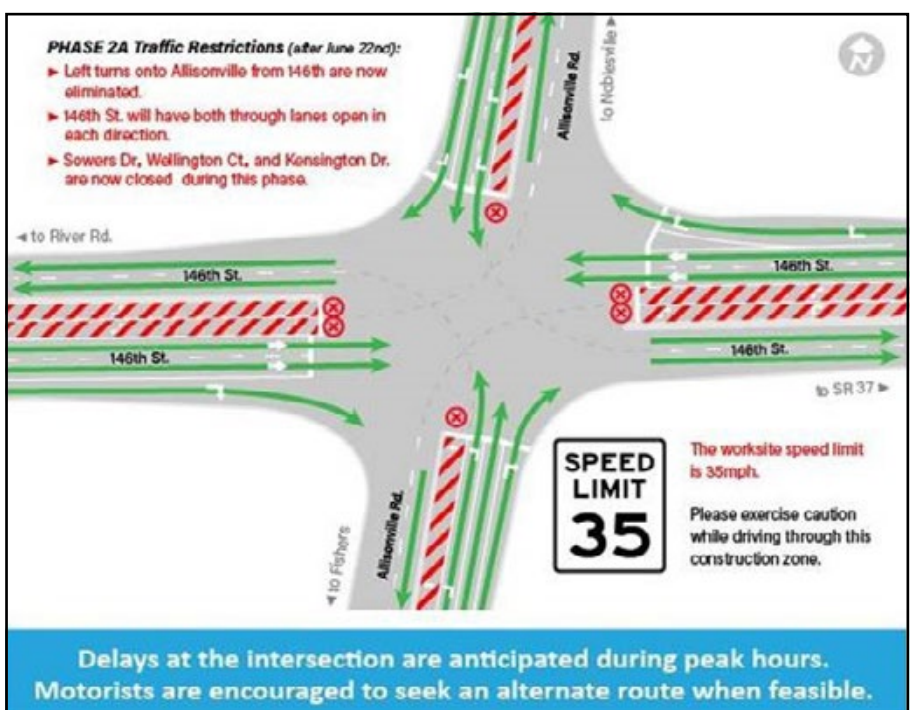 PHASE 2A Traffic Restrictions (after June 22nd):
► Left turns onto Allisonville from 146th are now
eliminated.
► 146th St. will have both through lanes open in
each direction.
► Sowers Dr, Wellington Ct, and Kensington Dr.
are now closed during this phase.
Allisonville Rd.
to Noblesville ►
N
◄ to River Rd.
146th St.
146th St.
146th St.
146th St.
to SR 37 ►
◄ to Fishers
Allisonville Rd.
SPEED
LIMIT
35
The worksite speed limit
is 35mph.
Please exercise caution
while driving through this
construction zone.
Delays at the intersection are anticipated during peak hours.
Motorists are encouraged to seek an alternate route when feasible.